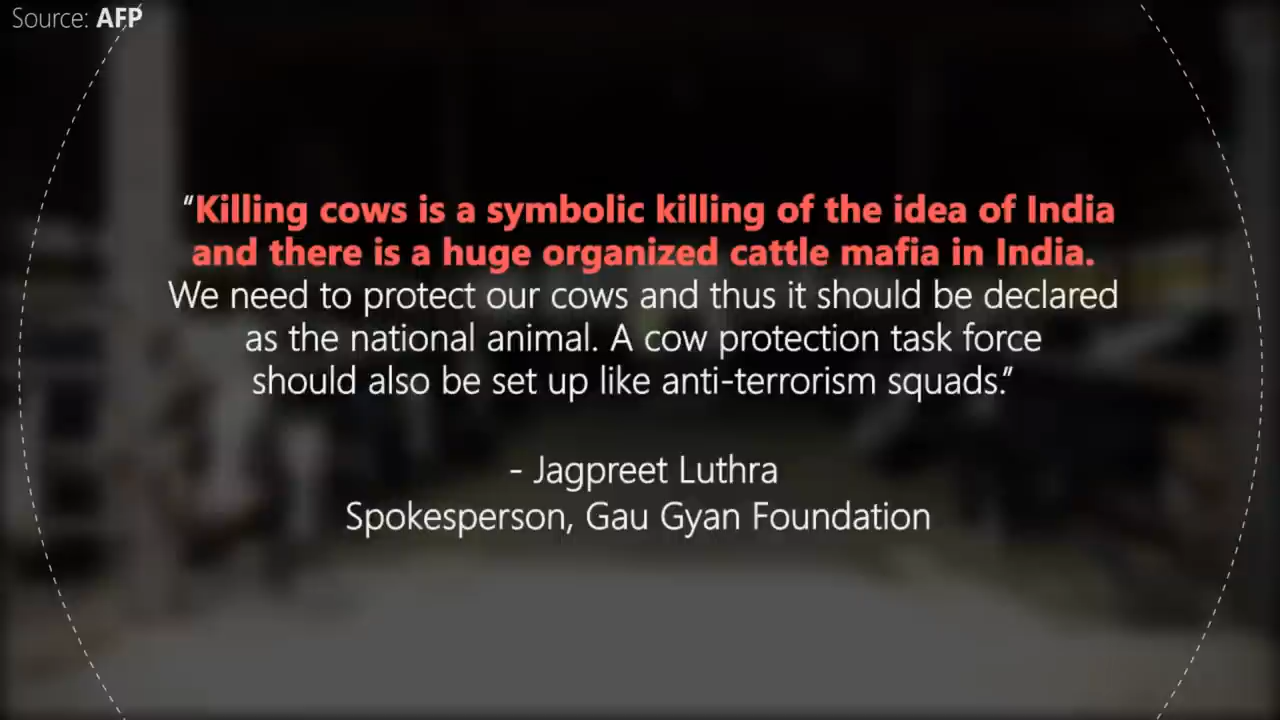 Source: AFP
“Killing cows is a symbolic killing of the idea of India
and there is a huge organized cattle mafia in India.
We need to protect our cows and thus it should be declared
as the national animal. A cow protection task force
should also be set up like anti-terrorism squads.”
- Jagpreet Luthra
Spokesperson, Gau Gyan Foundation